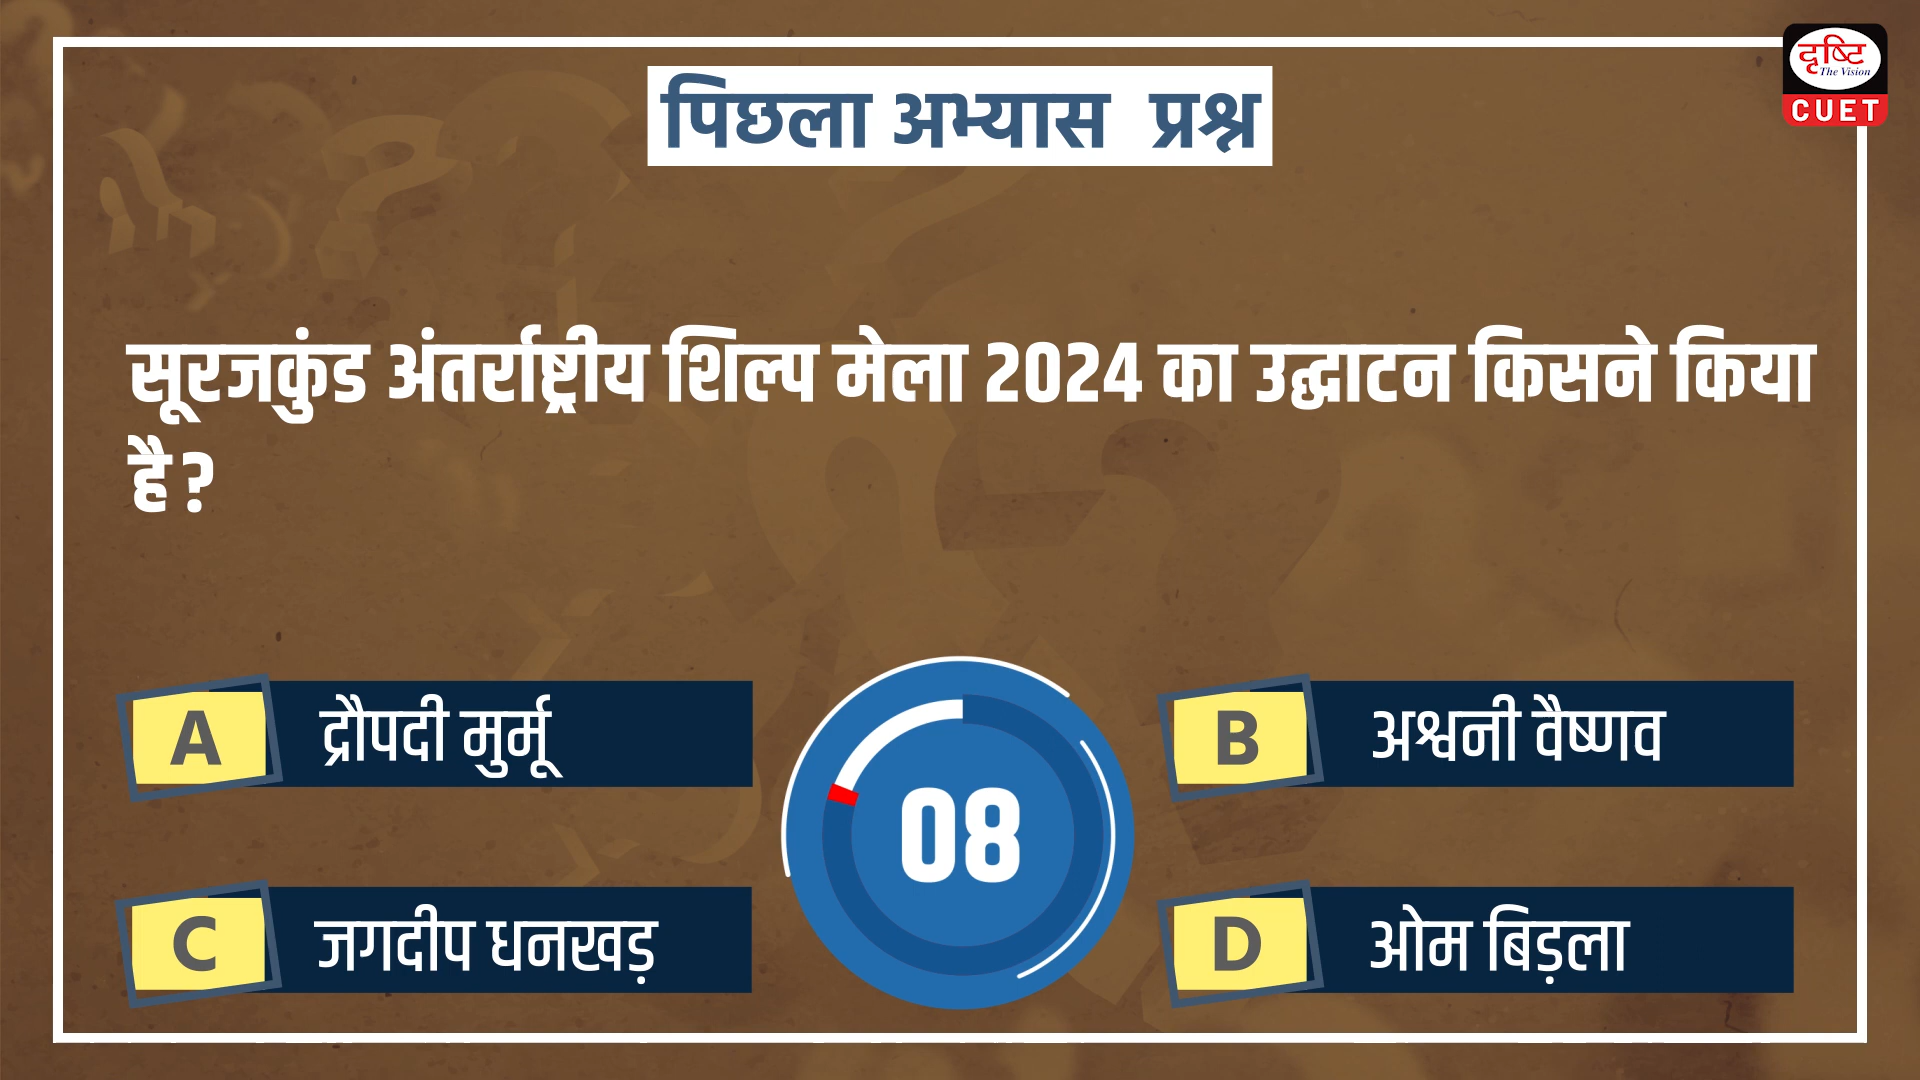 दृष्टि
The Vision
CUET
पिछला अभ्यास प्रश्न
सूरजकुंड अंतर्राष्ट्रीय शिल्प मेला 2024 का उद्घाटन किसने किया
है?
A द्रौपदी मुर्मू
B अश्वनी वैष्णव
08
C जगदीप धनखड़
D ओम बिड़ला